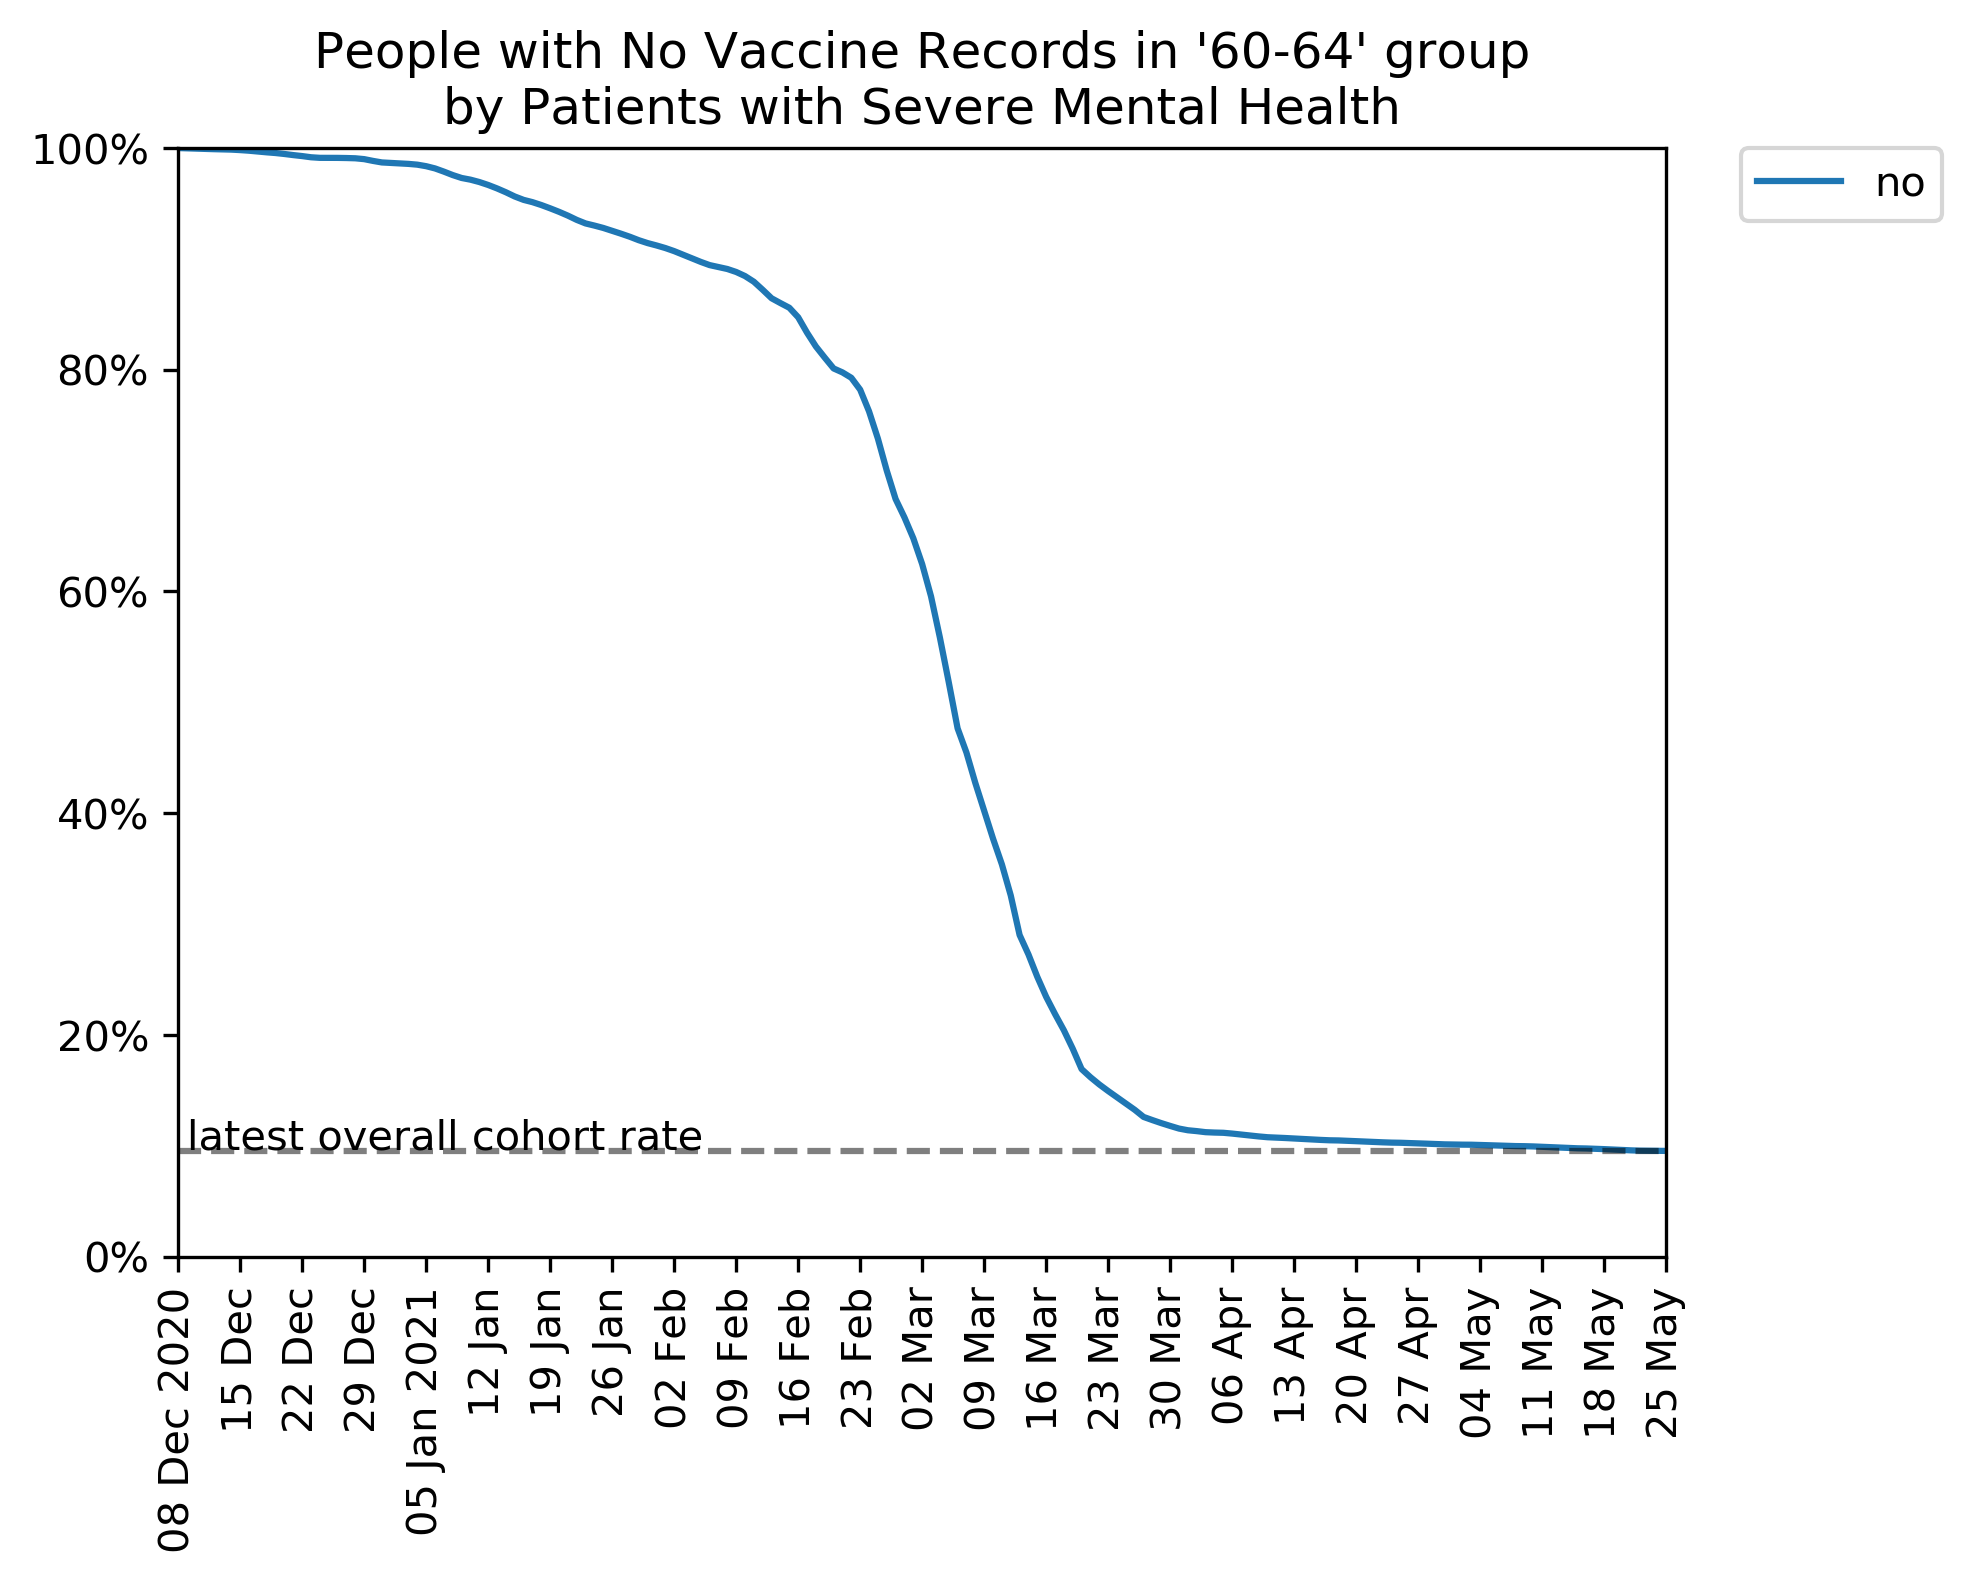 People with No Vaccine Records in '60-64' group
by Patients with Severe Mental Health
100%
80%
60%
40%
20%
0%
no
latest overall cohort rate
08 Dec 2020
15 Dec
22 Dec
29 Dec
05 Jan 2021
12 Jan
19 Jan
26 Jan
02 Feb
09 Feb
16 Feb
23 Feb
02 Mar
09 Mar
16 Mar
23 Mar
30 Mar
06 Apr
13 Apr
20 Apr
27 Apr
04 May
11 May
18 May
25 May